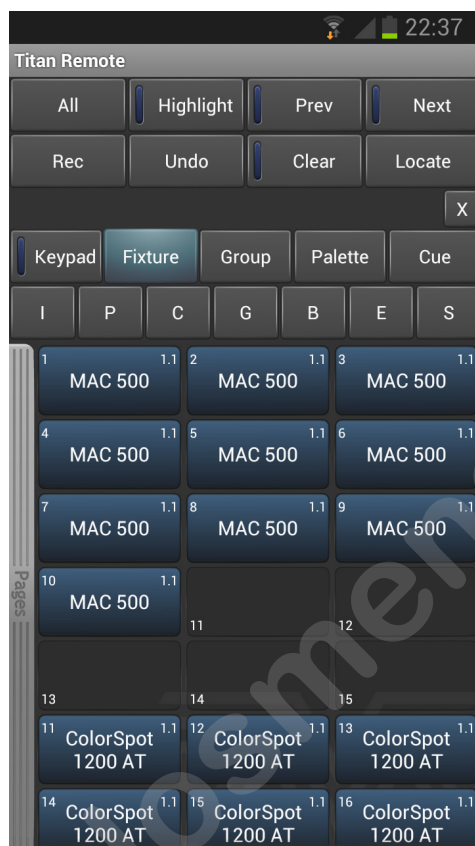 22:37
Titan Remote
All Highlight Prev Next
Rec Undo Clear Locate
X
Keypad Fixture Group Palette Cue
I P C G B E S
Pages
1 1.1 2 1.1 3 1.1
MAC 500 MAC 500 MAC 500
4 1.1 5 1.1 6 1.1
MAC 500 MAC 500 MAC 500
7 1.1 8 1.1 9 1.1
MAC 500 MAC 500 MAC 500
10 1.1
MAC 500
11 12
13 14 15
11 1.1 12 1.1 13 1.1
ColorSpot ColorSpot ColorSpot
1200 AT 1200 AT 1200 AT
14 1.1 15 1.1 16 1.1
ColorSpot ColorSpot ColorSpot
1200 AT 1200 AT 1200 AT